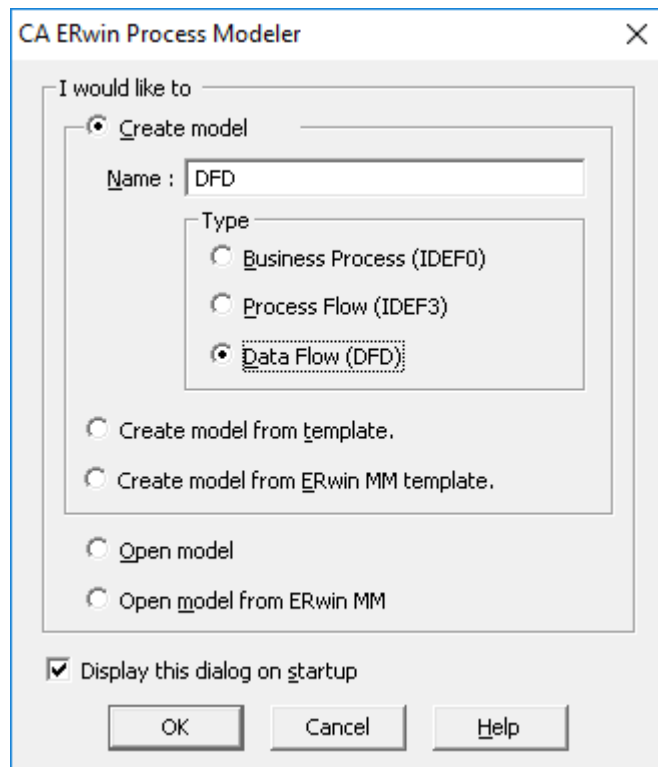 CA ERwin Process Modeler
I would like to
Create model
Name : DFD
Type
Business Process (IDEF0)
Process Flow (IDEF3)
Data Flow (DFD)
Create model from template.
Create model from ERwin MM template.
Open model
Open model from ERwin MM
Display this dialog on startup
OK Cancel Help